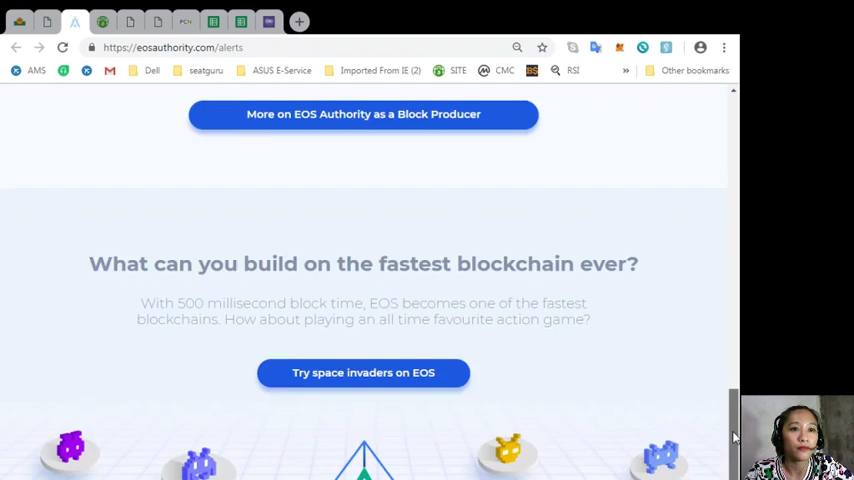 PCN
https://eosauthority.com/alerts
AMS
Dell
seatguru
ASUS E-Service
Imported From IE (2)
SITE
CMC
RSI
»
Other bookmarks
More on EOS Authority as a Block Producer
What can you build on the fastest blockchain ever?
With 500 millisecond block time, EOS becomes one of the fastest
blockchains. How about playing an all time favourite action game?
Try space invaders on EOS